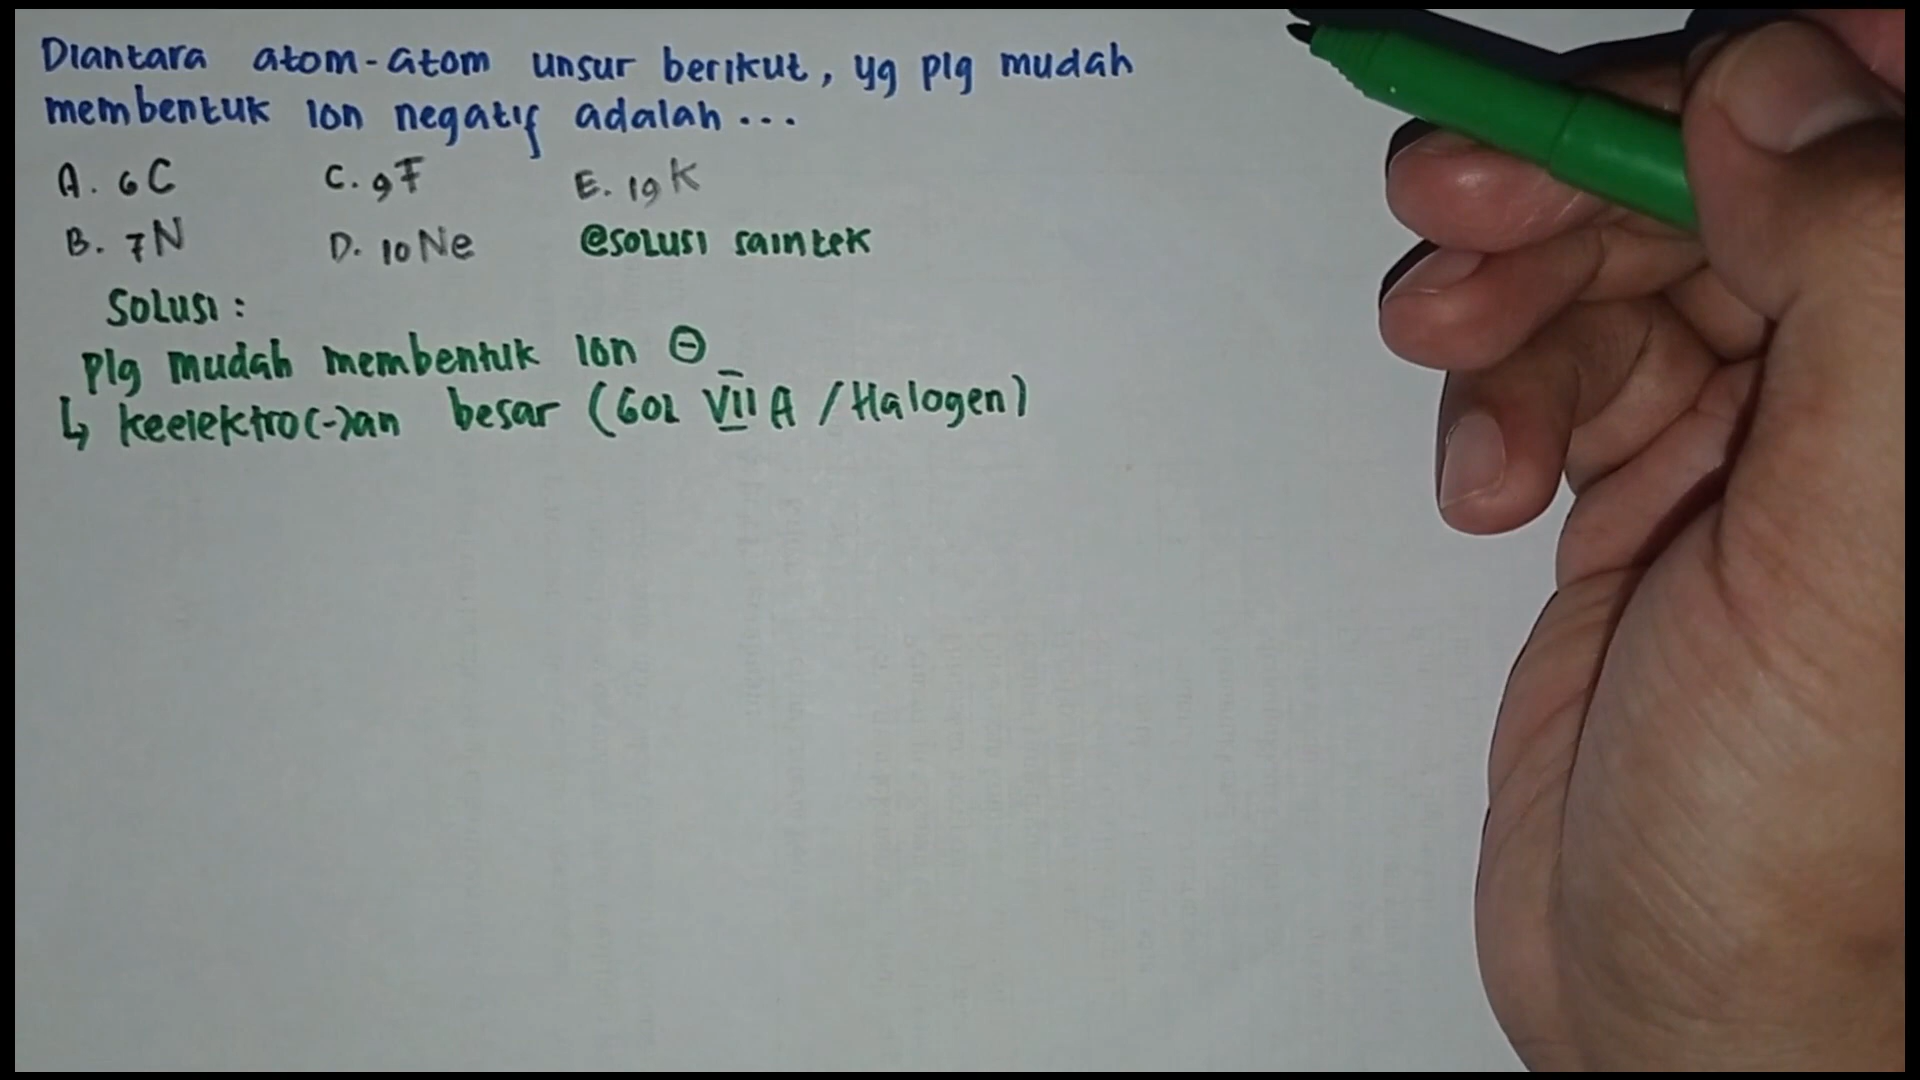 Diantara atom-atom unsur berikut, yg plg mudah
membentuk ion negatif adalah...
A. ₆C C. ₉F E. ₁₉K
B. ₇N D. ₁₀Ne @solusi saintek
Solusi:
plg mudah membentuk ion ⊖
↳ keelektro(-)an besar (Gol VII A / Halogen)